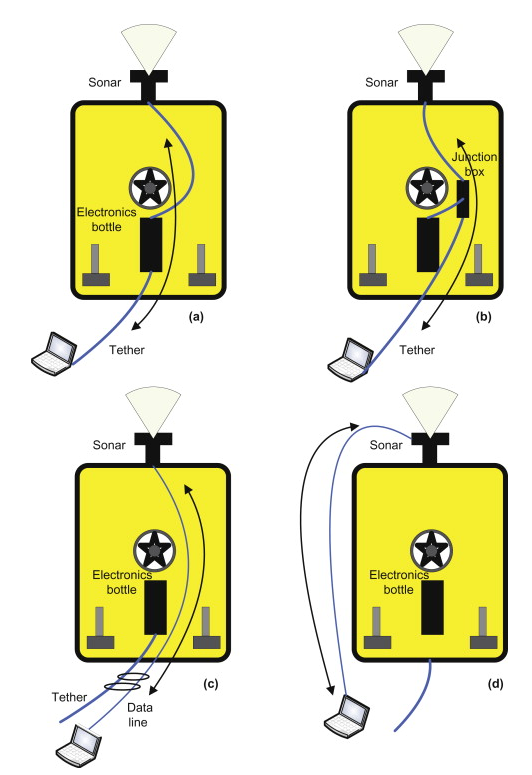 Sonar
Electronics
bottle
Tether
(a)
Sonar
Junction
box
Tether
(b)
Sonar
Electronics
bottle
Tether
Data
line
(c)
Sonar
Electronics
bottle
(d)